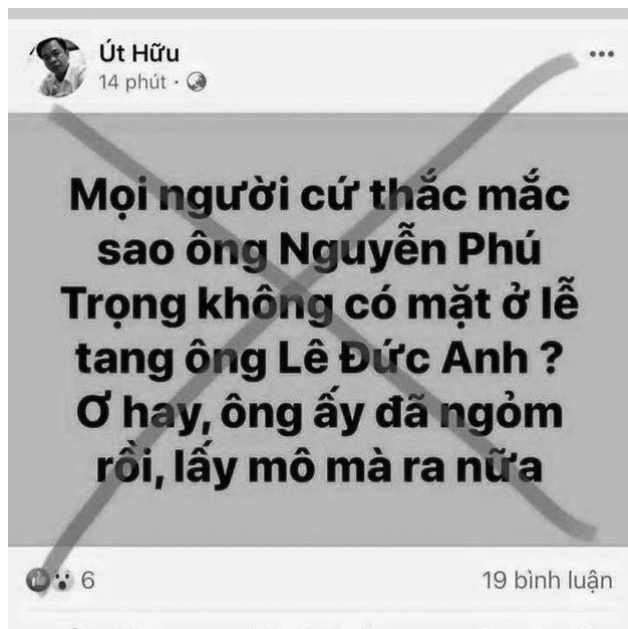 Út Hữu
14 phút
Mọi người cứ thắc mắc
sao ông Nguyễn Phú
Trọng không có mặt ở lễ
tang ông Lê Đức Anh ?
Ơ hay, ông ấy đã ngỏm
rồi, lấy mô mà ra nữa
6
19 bình luận